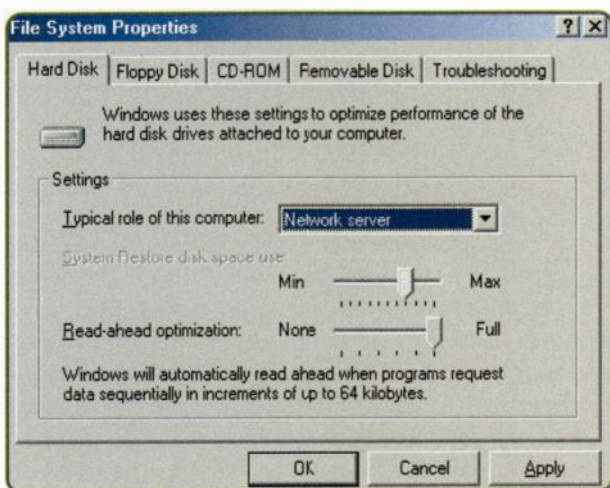 File System Properties
Hard Disk
Floppy Disk
CD-ROM
Removable Disk
Troubleshooting
Windows uses these settings to optimize performance of the
hard disk drives attached to your computer.
Settings
Typical role of this computer:
Network server
System Restore disk space use
Min
Max
Read-ahead optimization:
None
Full
Windows will automatically read ahead when programs request
data sequentially in increments of up to 64 kilobytes.
OK
Cancel
Apply